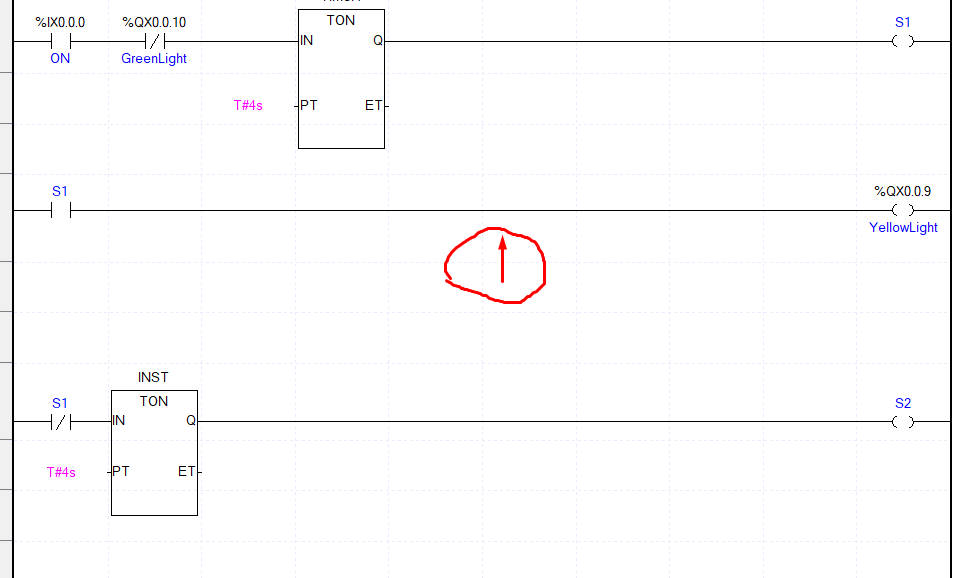 TON
%IX0.0.0 %QX0.0.10 IN Q S1
ON GreenLight
T#4s PT ET
S1 %QX0.0.9
YellowLight
INST
S1 TON S2
IN Q
T#4s PT ET